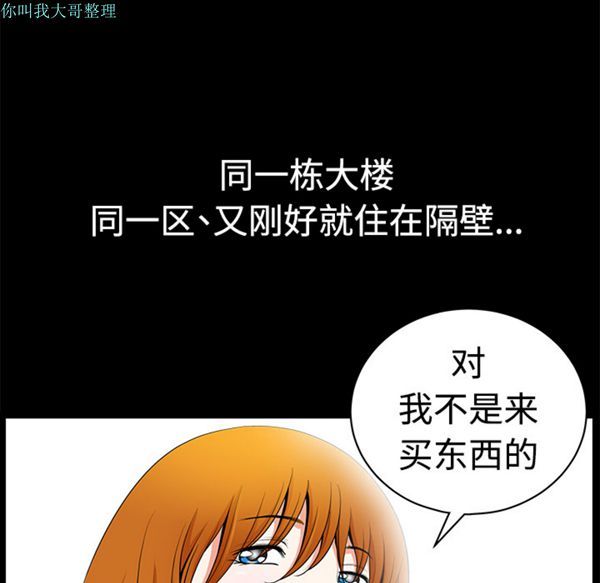 你叫我大哥整理
同一栋大楼
同一区、又刚好就住在隔壁...
对
我不是来
买东西的